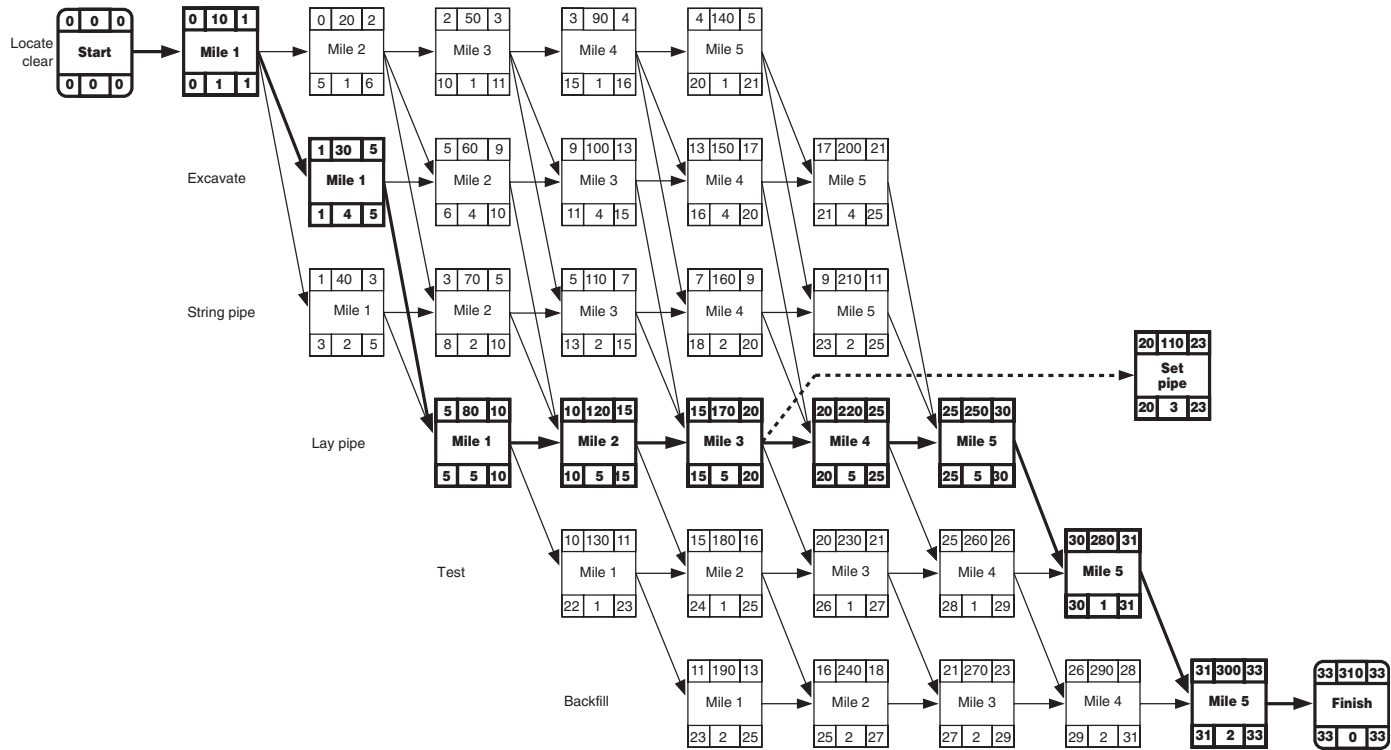 0 0 0
0 10 1
0 20 2
2 50 3
3 90 4
4 140 5
Locate
clear
Start
Mile 1
Mile 2
Mile 3
Mile 4
Mile 5
0 0 0
0 1 1
5 1 6
10 1 11
15 1 16
20 1 21
1 30 5
5 60 9
9 100 13
13 150 17
17 200 21
Excavate
Mile 1
Mile 2
Mile 3
Mile 4
Mile 5
1 4 5
6 4 10
11 4 15
16 4 20
21 4 25
1 40 3
3 70 5
5 110 7
7 160 9
9 210 11
String pipe
Mile 1
Mile 2
Mile 3
Mile 4
Mile 5
3 2 5
8 2 10
13 2 15
18 2 20
23 2 25
20 110 23
Set
pipe
20 3 23
5 80 10
10 120 15
15 170 20
20 220 25
25 250 30
Lay pipe
Mile 1
Mile 2
Mile 3
Mile 4
Mile 5
5 5 10
10 5 15
15 5 20
20 5 25
25 5 30
10 130 11
15 180 16
20 230 21
25 260 26
30 280 31
Test
Mile 1
Mile 2
Mile 3
Mile 4
Mile 5
22 1 23
24 1 25
26 1 27
28 1 29
30 1 31
11 190 13
16 240 18
21 270 23
26 290 28
31 300 33
33 310 33
Backfill
Mile 1
Mile 2
Mile 3
Mile 4
Mile 5
Finish
23 2 25
25 2 27
27 2 29
29 2 31
31 2 33
33 0 33